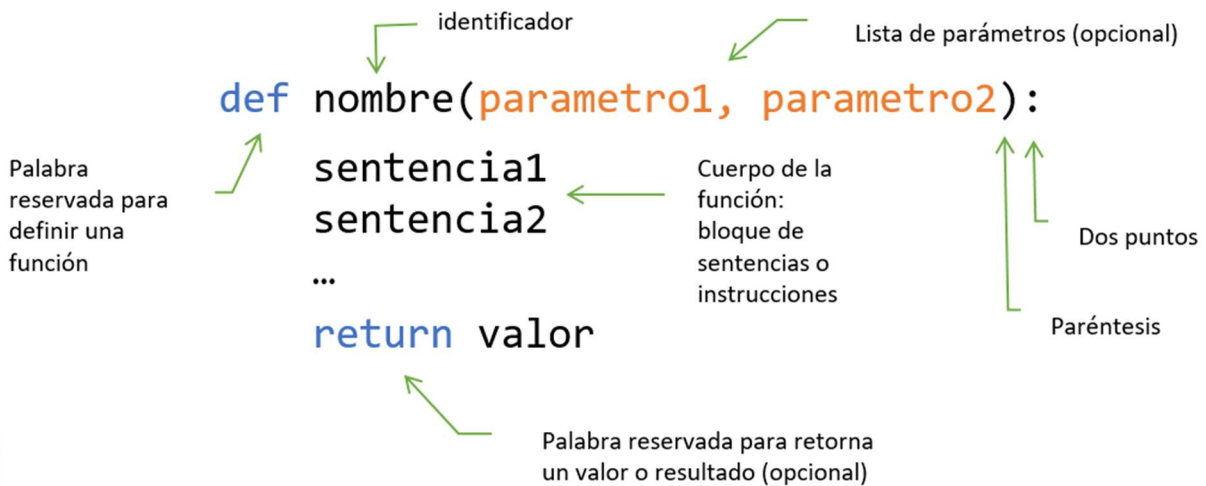 identificador
Lista de parámetros (opcional)
def nombre(parametro1, parametro2):
Palabra
reservada para
definir una
función
sentencia1
sentencia2
…
return valor
Cuerpo de la
función:
bloque de
sentencias o
instrucciones
Dos puntos
Paréntesis
Palabra reservada para retorna
un valor o resultado (opcional)